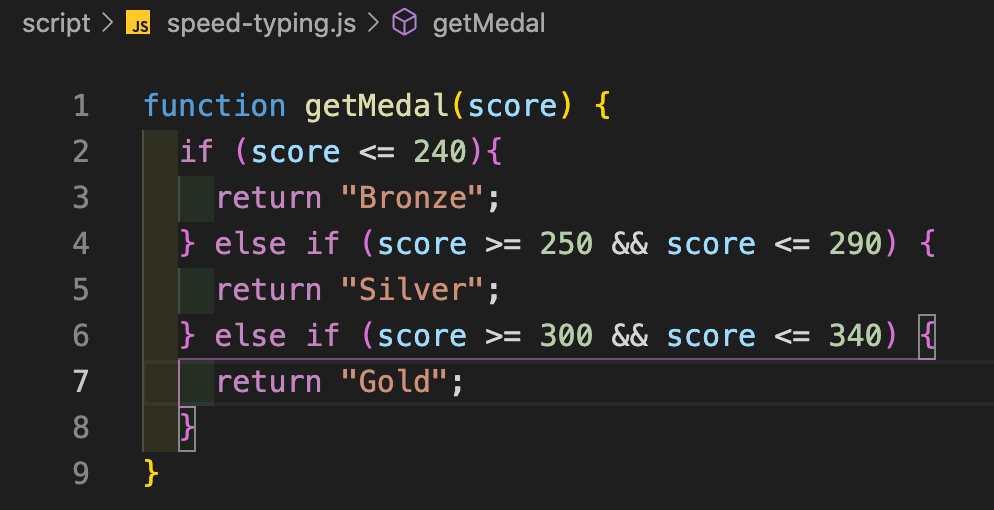 script > JS speed-typing.js > getMedal
1 function getMedal(score) {
2   if (score <= 240){
3     return "Bronze";
4   } else if (score >= 250 && score <= 290) {
5     return "Silver";
6   } else if (score >= 300 && score <= 340) {
7     return "Gold";
8   }
9 }